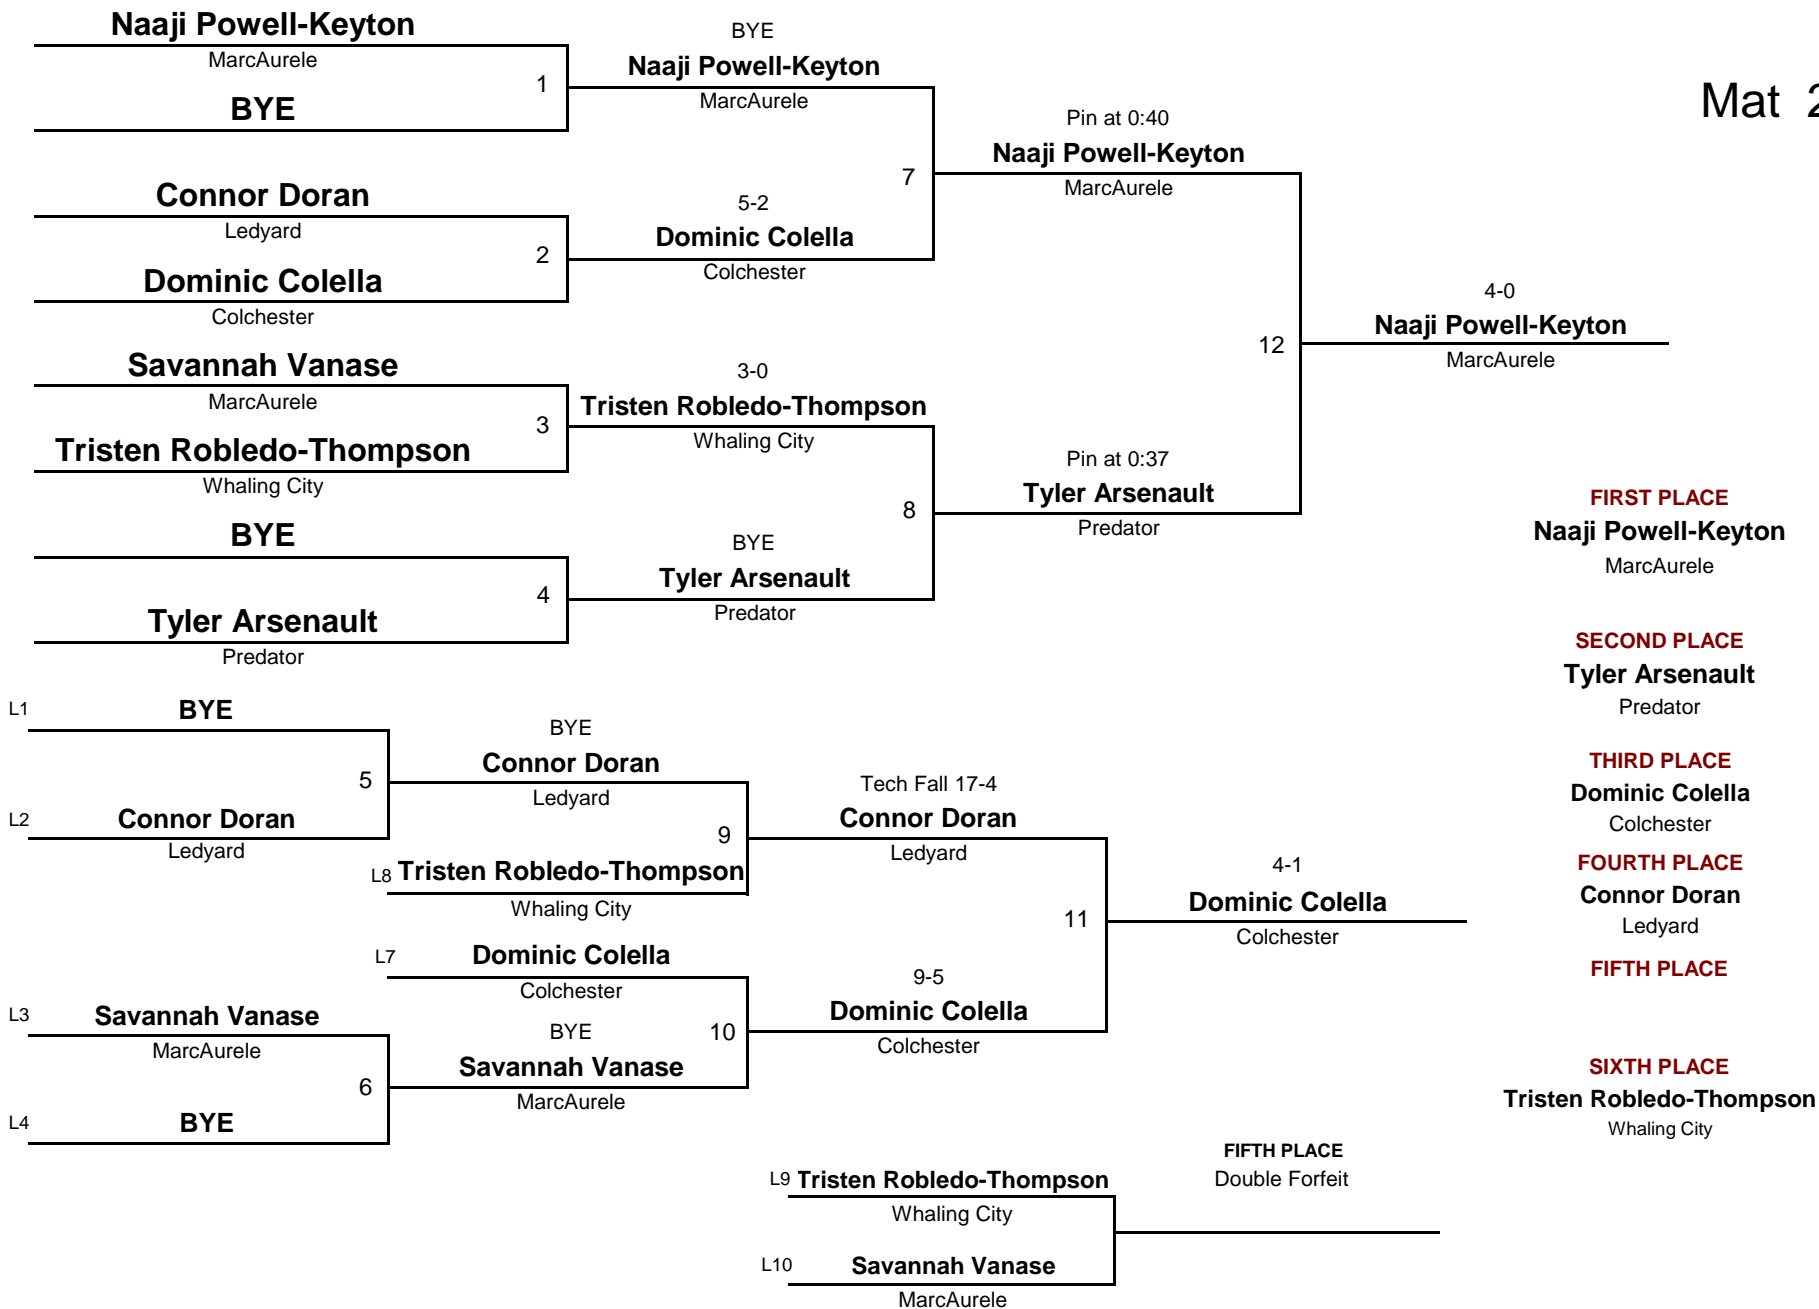 Naaji Powell-Keyton
MarcAurele
1
BYE
BYE
Naaji Powell-Keyton
MarcAurele
Mat 2
Connor Doran
Ledyard
2
Dominic Colella
Colchester
5-2
Dominic Colella
Colchester
7
Pin at 0:40
Naaji Powell-Keyton
MarcAurele
Savannah Vanase
MarcAurele
3
Tristen Robledo-Thompson
Whaling City
3-0
Tristen Robledo-Thompson
Whaling City
BYE
4
Tyler Arsenault
Predator
BYE
Tyler Arsenault
Predator
8
Pin at 0:37
Tyler Arsenault
Predator
12
4-0
Naaji Powell-Keyton
MarcAurele
FIRST PLACE
Naaji Powell-Keyton
MarcAurele
SECOND PLACE
Tyler Arsenault
Predator
THIRD PLACE
Dominic Colella
Colchester
FOURTH PLACE
Connor Doran
Ledyard
FIFTH PLACE
SIXTH PLACE
Tristen Robledo-Thompson
Whaling City
L1 BYE
5
L2 Connor Doran
Ledyard
BYE
Connor Doran
Ledyard
9
L8 Tristen Robledo-Thompson
Whaling City
Tech Fall 17-4
Connor Doran
Ledyard
L7 Dominic Colella
Colchester
L3 Savannah Vanase
MarcAurele
6
L4 BYE
BYE
Savannah Vanase
MarcAurele
10
9-5
Dominic Colella
Colchester
11
4-1
Dominic Colella
Colchester
FIFTH PLACE
Double Forfeit
L9 Tristen Robledo-Thompson
Whaling City
L10 Savannah Vanase
MarcAurele